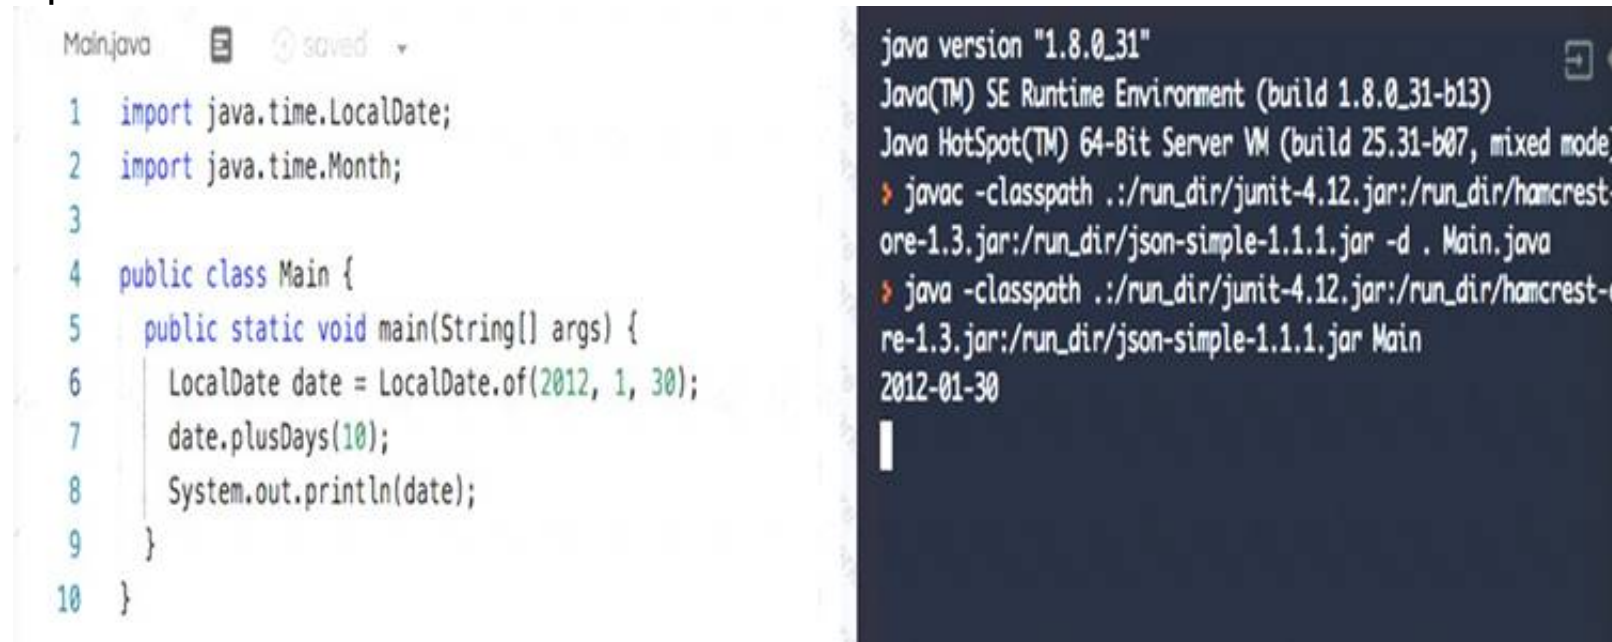 Main.java saved
1 import java.time.LocalDate;
2 import java.time.Month;
3
4 public class Main {
5 public static void main(String[] args) {
6 LocalDate date = LocalDate.of(2012, 1, 30);
7 date.plusDays(10);
8 System.out.println(date);
9 }
10 }
java version "1.8.0_31"
Java(TM) SE Runtime Environment (build 1.8.0_31-b13)
Java HotSpot(TM) 64-Bit Server VM (build 25.31-b07, mixed mode)
> javac -classpath .:/run_dir/junit-4.12.jar:/run_dir/hamcrest-
ore-1.3.jar:/run_dir/json-simple-1.1.1.jar -d . Main.java
> java -classpath .:/run_dir/junit-4.12.jar:/run_dir/hamcrest-
re-1.3.jar:/run_dir/json-simple-1.1.1.jar Main
2012-01-30